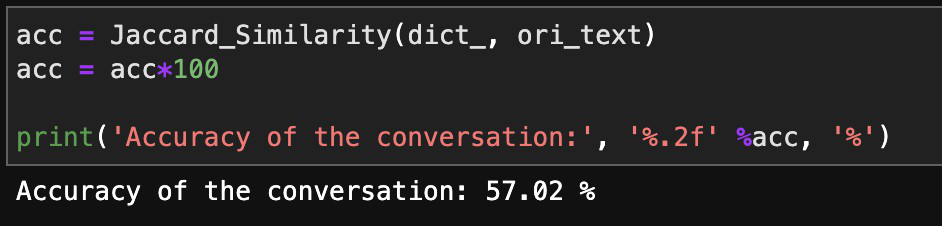 acc = Jaccard_Similarity(dict_, ori_text)
acc = acc*100
print('Accuracy of the conversation:', '%.2f' %acc, '%')
Accuracy of the conversation: 57.02 %